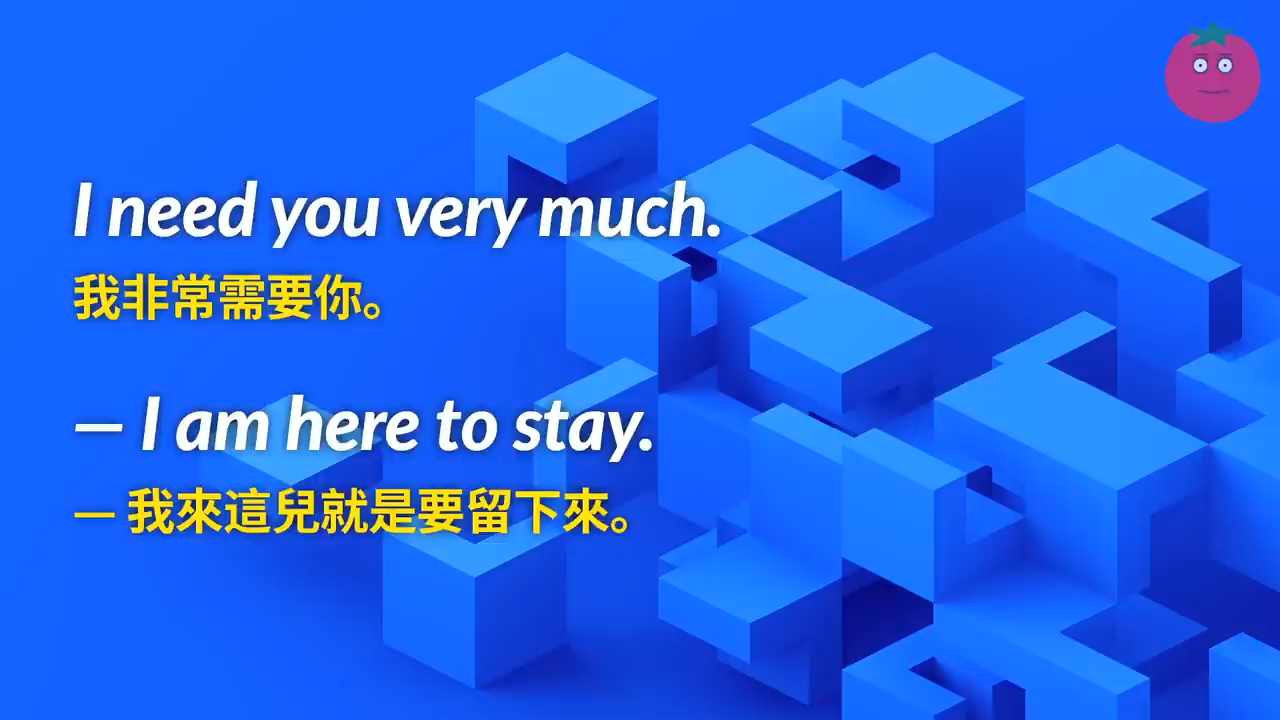 I need you very much.
我非常需要你。
— I am here to stay.
— 我來這兒就是要留下來。